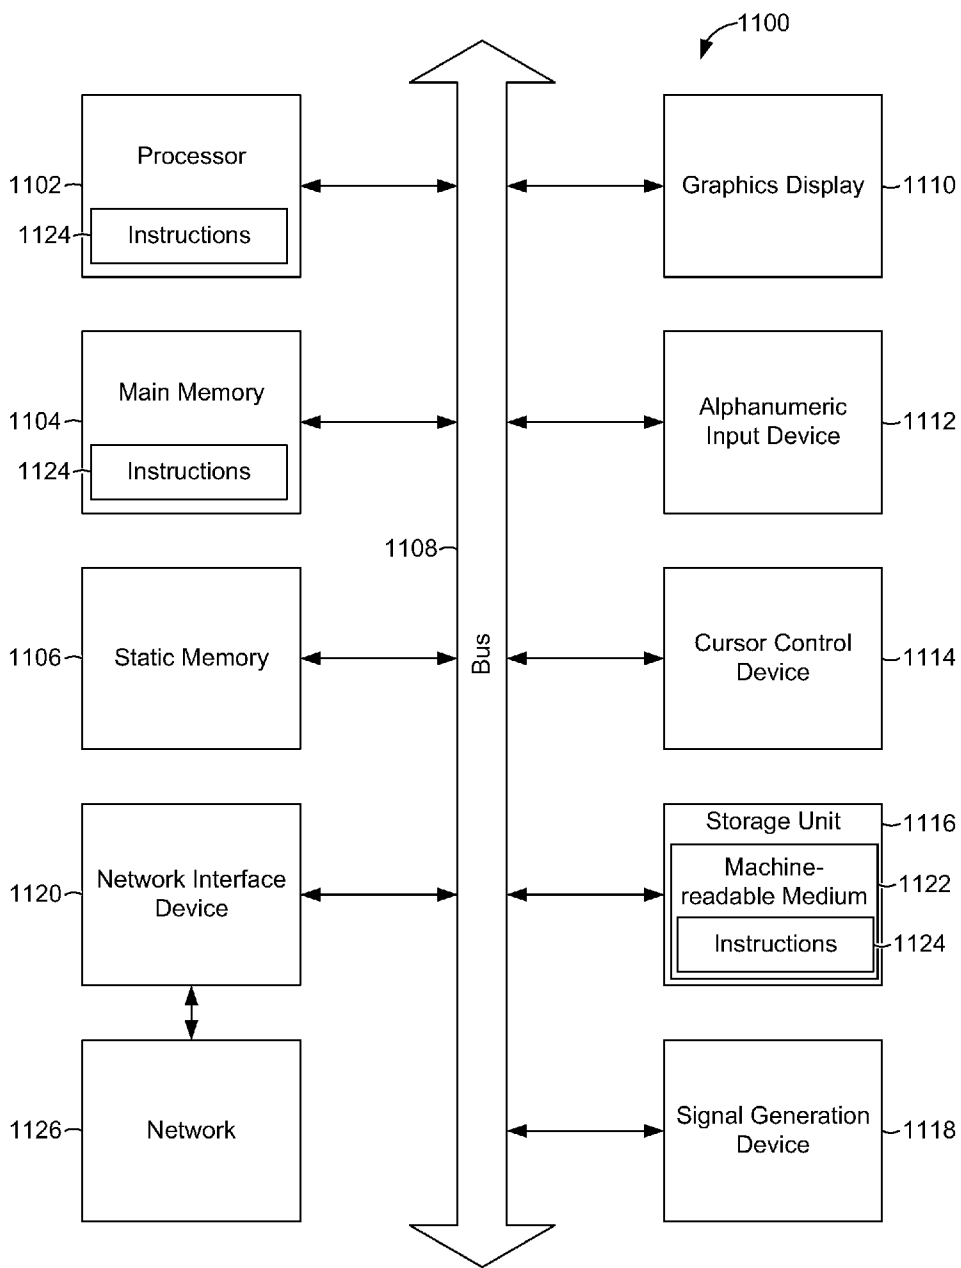 1100
Processor
1102
1124
Instructions
Graphics Display
1110
Main Memory
1104
1124
Instructions
Alphanumeric
Input Device
1112
1108
Bus
Static Memory
1106
Cursor Control
Device
1114
Network Interface
Device
1120
Storage Unit
1116
Machine-
readable Medium
1122
Instructions
1124
Network
1126
Signal Generation
Device
1118